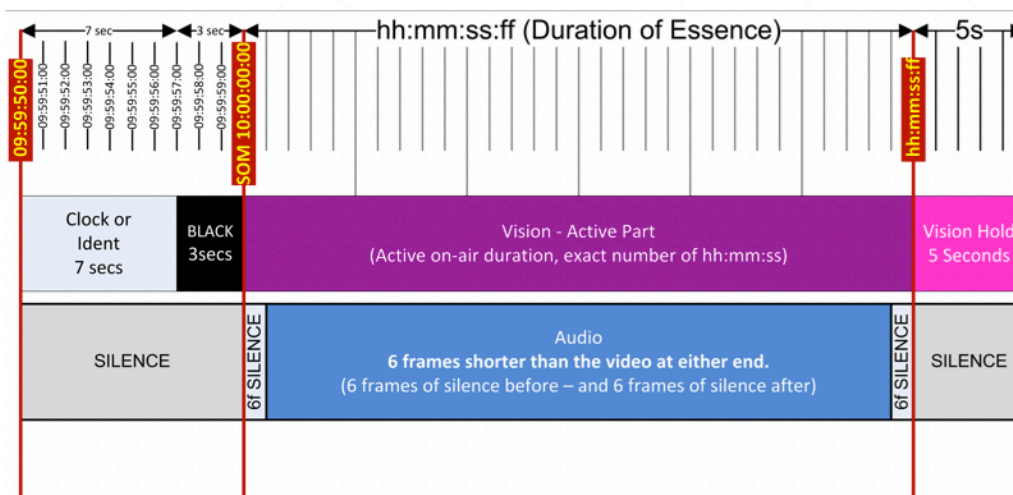 7 sec
3 sec
hh:mm:ss:ff (Duration of Essence)
5s
09:59:50:00
09:59:51:00
09:59:52:00
09:59:53:00
09:59:54:00
09:59:55:00
09:59:56:00
09:59:57:00
09:59:58:00
09:59:59:00
SOM 10:00:00:00
hh:mm:ss:ff
Clock or
Ident
7 secs
BLACK
3secs
Vision - Active Part
(Active on-air duration, exact number of hh:mm:ss)
Vision Hold
5 Seconds
SILENCE
6f SILENCE
Audio
6 frames shorter than the video at either end.
(6 frames of silence before – and 6 frames of silence after)
6f SILENCE
SILENCE